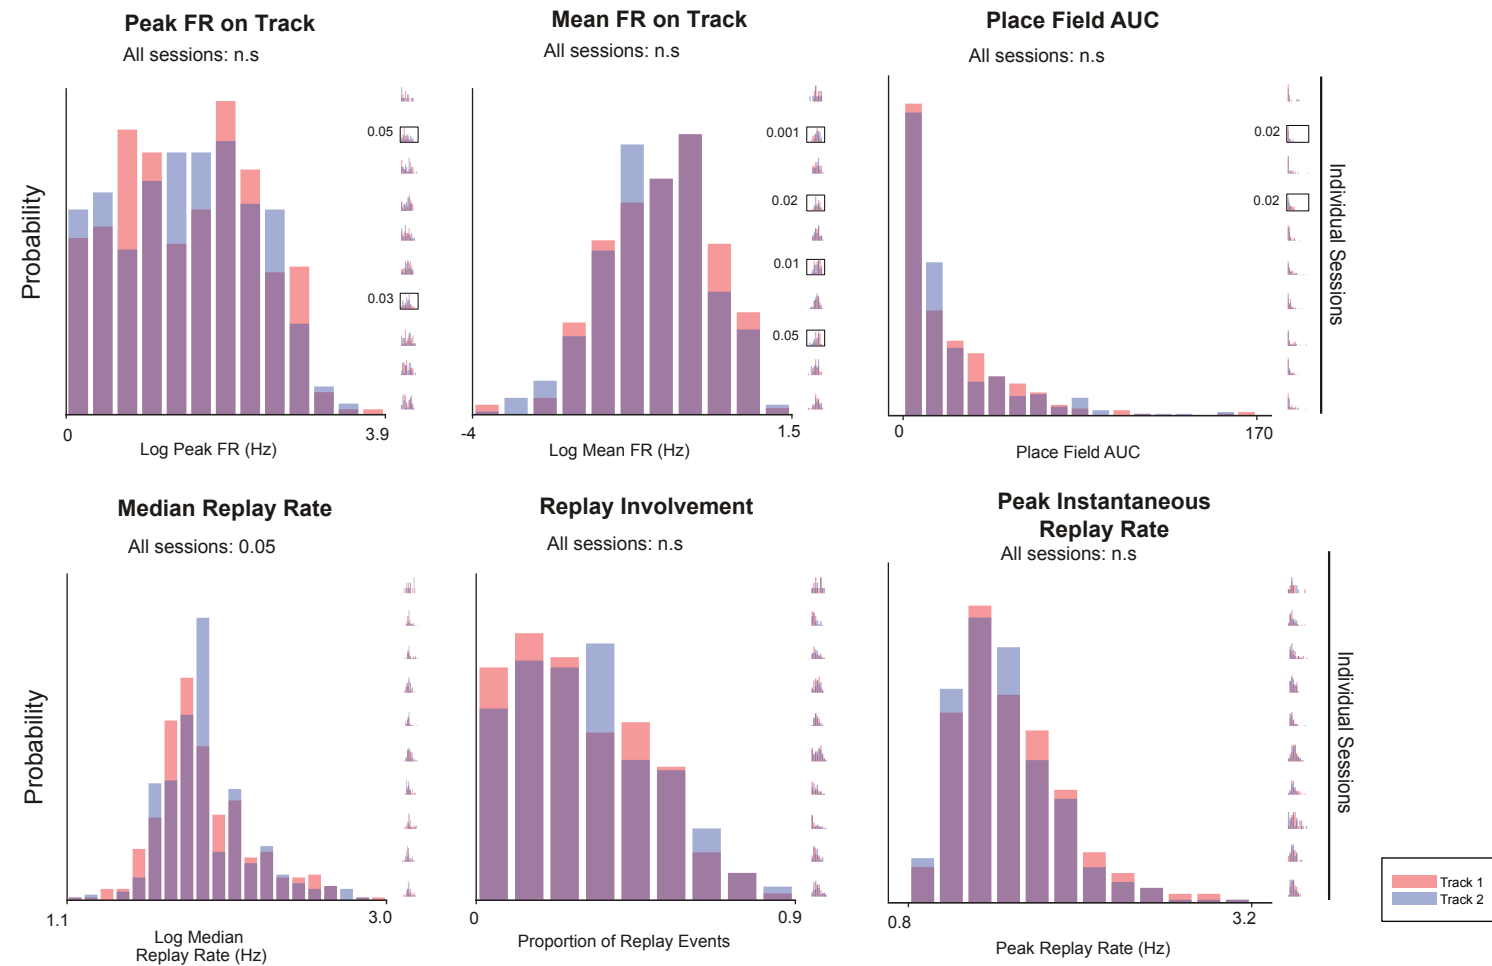 Peak FR on Track
All sessions: n.s
Mean FR on Track
All sessions: n.s
Place Field AUC
All sessions: n.s
Probability
0.05
0.03
0
3.9
Log Peak FR (Hz)
0.001
0.02
0.01
0.05
-4
1.5
Log Mean FR (Hz)
0.02
0.02
0
170
Place Field AUC
Individual Sessions
Median Replay Rate
All sessions: 0.05
Replay Involvement
All sessions: n.s
Peak Instantaneous
Replay Rate
All sessions: n.s
Probability
1.1
3.0
Log Median
Replay Rate (Hz)
0
0.9
Proportion of Replay Events
0.8
3.2
Peak Replay Rate (Hz)
Individual Sessions
Track 1
Track 2